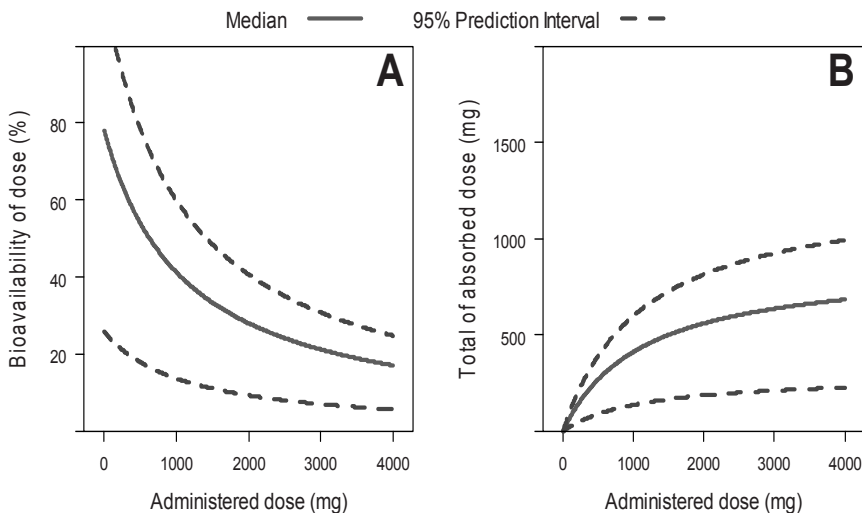 Median 95% Prediction Interval
A
Bioavailability of dose (%)
80
60
40
20
0 1000 2000 3000 4000
Administered dose (mg)
B
Total of absorbed dose (mg)
1500
1000
500
0 1000 2000 3000 4000
Administered dose (mg)